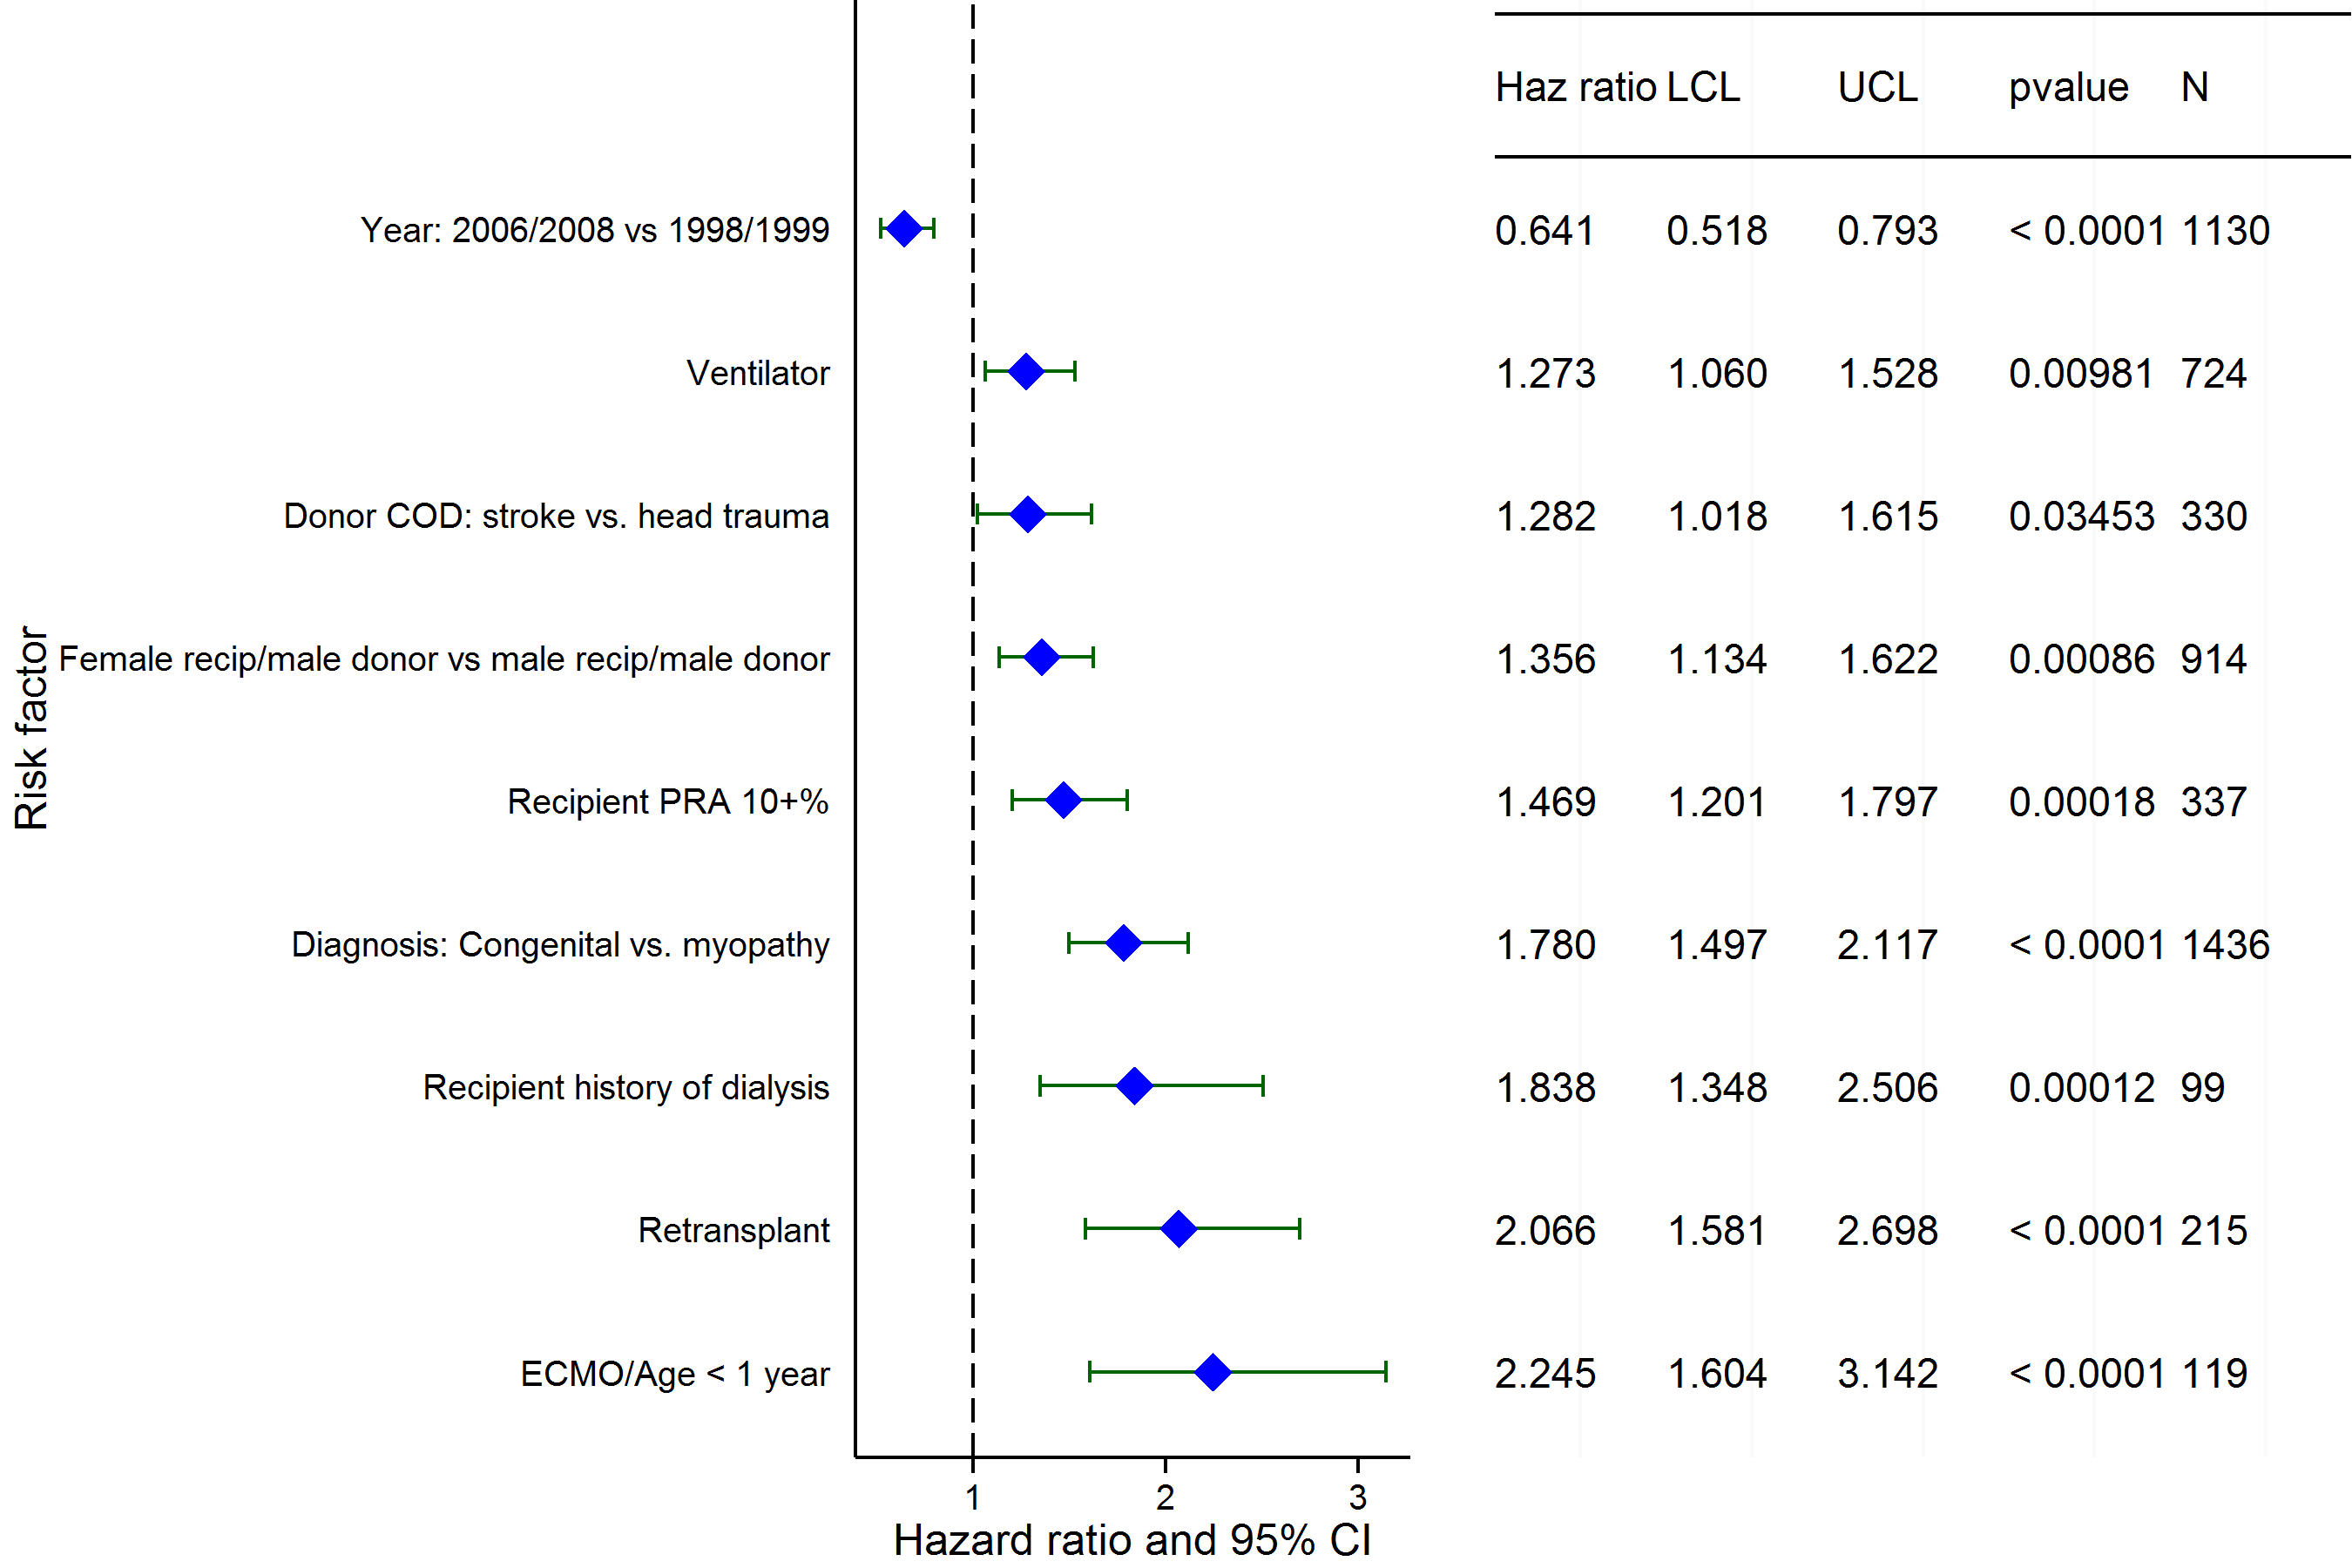 Haz ratio LCL UCL pvalue N
Year: 2006/2008 vs 1998/1999 0.641 0.518 0.793 < 0.0001 1130
Ventilator 1.273 1.060 1.528 0.00981 724
Donor COD: stroke vs. head trauma 1.282 1.018 1.615 0.03453 330
Female recip/male donor vs male recip/male donor 1.356 1.134 1.622 0.00086 914
Risk factor
Recipient PRA 10+% 1.469 1.201 1.797 0.00018 337
Diagnosis: Congenital vs. myopathy 1.780 1.497 2.117 < 0.0001 1436
Recipient history of dialysis 1.838 1.348 2.506 0.00012 99
Retransplant 2.066 1.581 2.698 < 0.0001 215
ECMO/Age < 1 year 2.245 1.604 3.142 < 0.0001 119
1 2 3
Hazard ratio and 95% CI